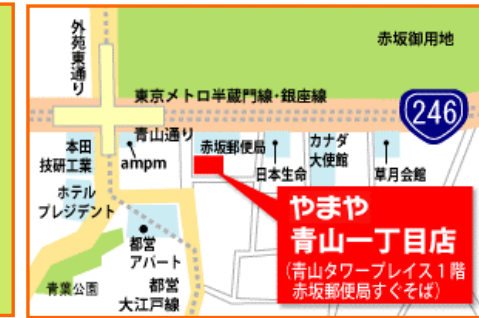 外苑東通り
赤坂御用地
東京メトロ半蔵門線･銀座線
246
青山通り
本田
技研工業
ampm
赤坂郵便局
日本生命
カナダ
大使館
草月会館
ホテル
プレジデント
都営
アパート
青葉公園
都営
大江戸線
やまや
青山一丁目店
(青山タワープレイス1階
赤坂郵便局すぐそば)